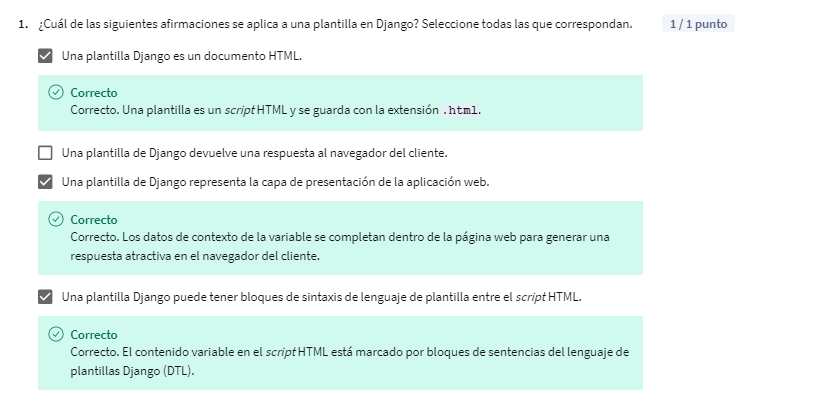 1. ¿Cuál de las siguientes afirmaciones se aplica a una plantilla en Django? Seleccione todas las que correspondan.
1 / 1 punto
Una plantilla Django es un documento HTML.
Correcto
Correcto. Una plantilla es un script HTML y se guarda con la extensión .html.
Una plantilla de Django devuelve una respuesta al navegador del cliente.
Una plantilla de Django representa la capa de presentación de la aplicación web.
Correcto
Correcto. Los datos de contexto de la variable se completan dentro de la página web para generar una
respuesta atractiva en el navegador del cliente.
Una plantilla Django puede tener bloques de sintaxis de lenguaje de plantilla entre el script HTML.
Correcto
Correcto. El contenido variable en el script HTML está marcado por bloques de sentencias del lenguaje de
plantillas Django (DTL).